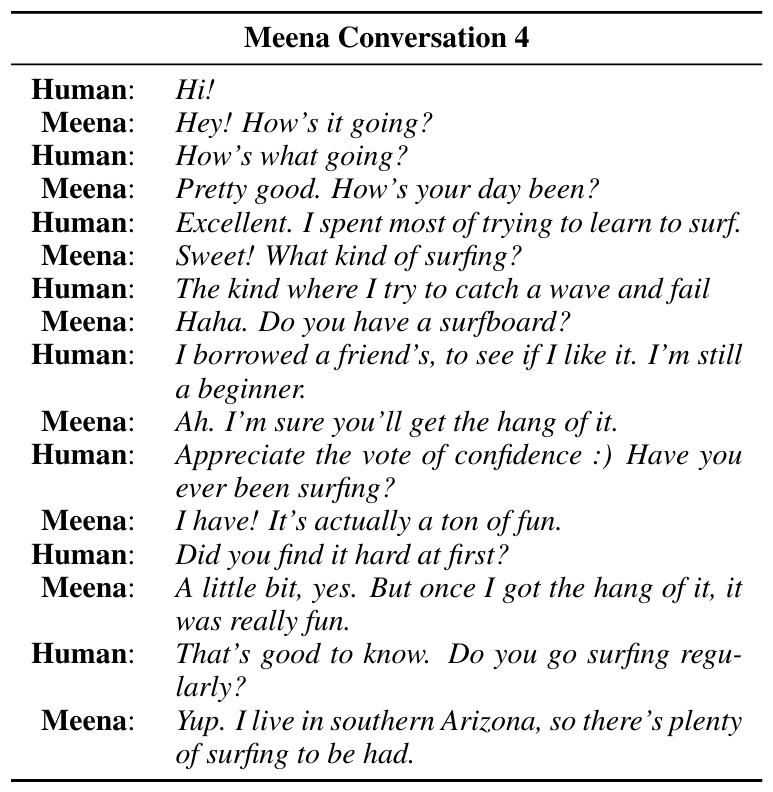 Meena Conversation 4
Human: Hi!
Meena: Hey! How's it going?
Human: How's what going?
Meena: Pretty good. How's your day been?
Human: Excellent. I spent most of trying to learn to surf.
Meena: Sweet! What kind of surfing?
Human: The kind where I try to catch a wave and fail
Meena: Haha. Do you have a surfboard?
Human: I borrowed a friend's, to see if I like it. I'm still
a beginner.
Meena: Ah. I'm sure you'll get the hang of it.
Human: Appreciate the vote of confidence :) Have you
ever been surfing?
Meena: I have! It's actually a ton of fun.
Human: Did you find it hard at first?
Meena: A little bit, yes. But once I got the hang of it, it
was really fun.
Human: That's good to know. Do you go surfing regu-
larly?
Meena: Yup. I live in southern Arizona, so there's plenty
of surfing to be had.